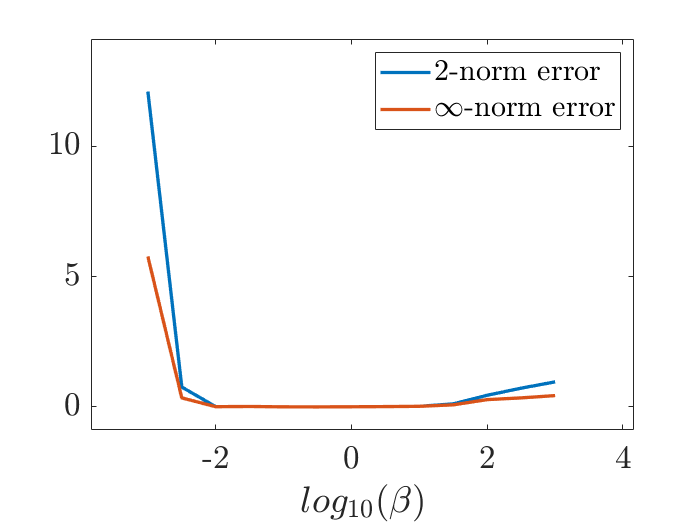 2-norm error
∞-norm error
10
5
0
-2 0 2 4
log₁₀(β)